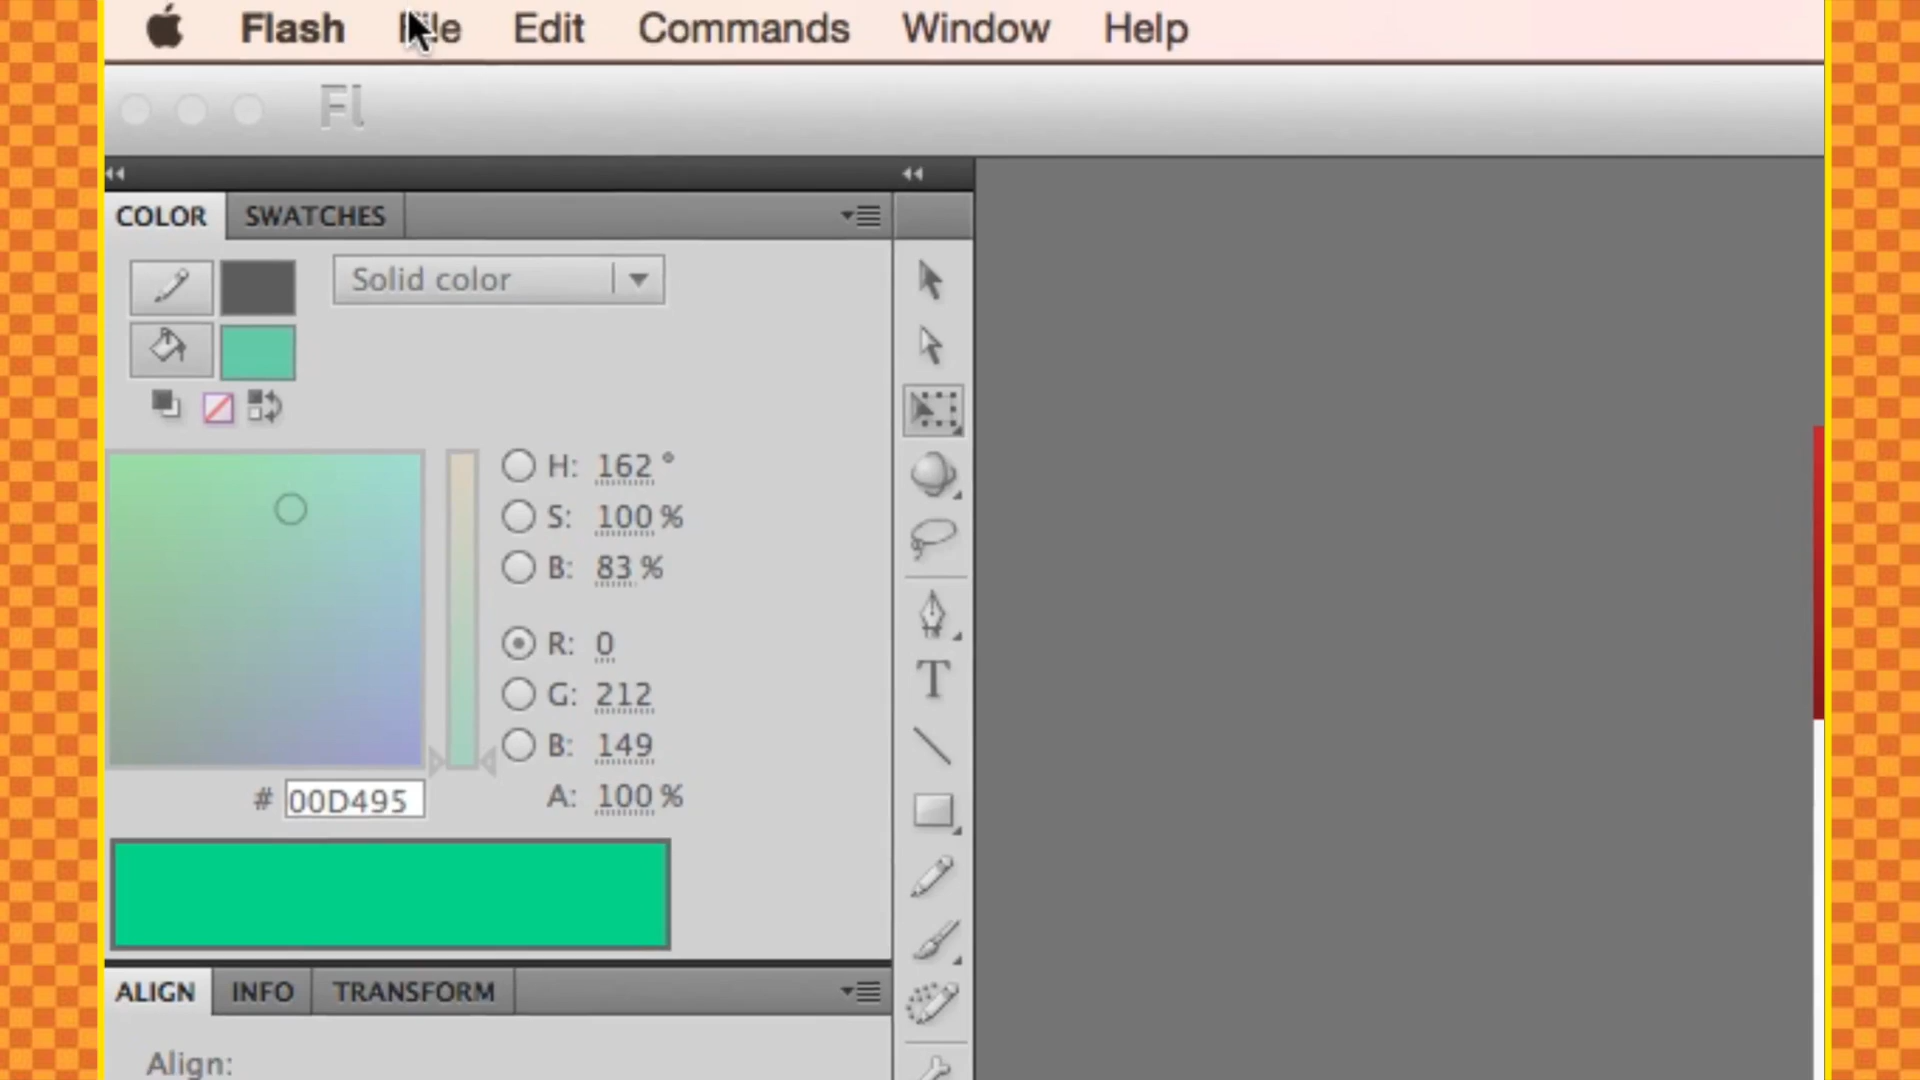 Flash File Edit Commands Window Help
Fl
COLOR SWATCHES
Solid color
H: 162 °
S: 100 %
B: 83 %
R: 0
G: 212
B: 149
# 00D495 A: 100 %
T
ALIGN INFO TRANSFORM
Align: